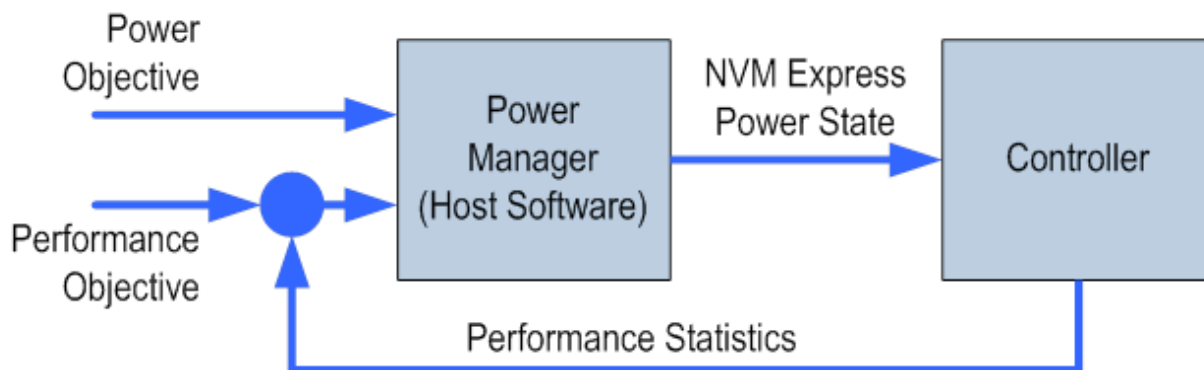 Power
Objective
Performance
Objective
Power
Manager
(Host Software)
NVM Express
Power State
Controller
Performance Statistics